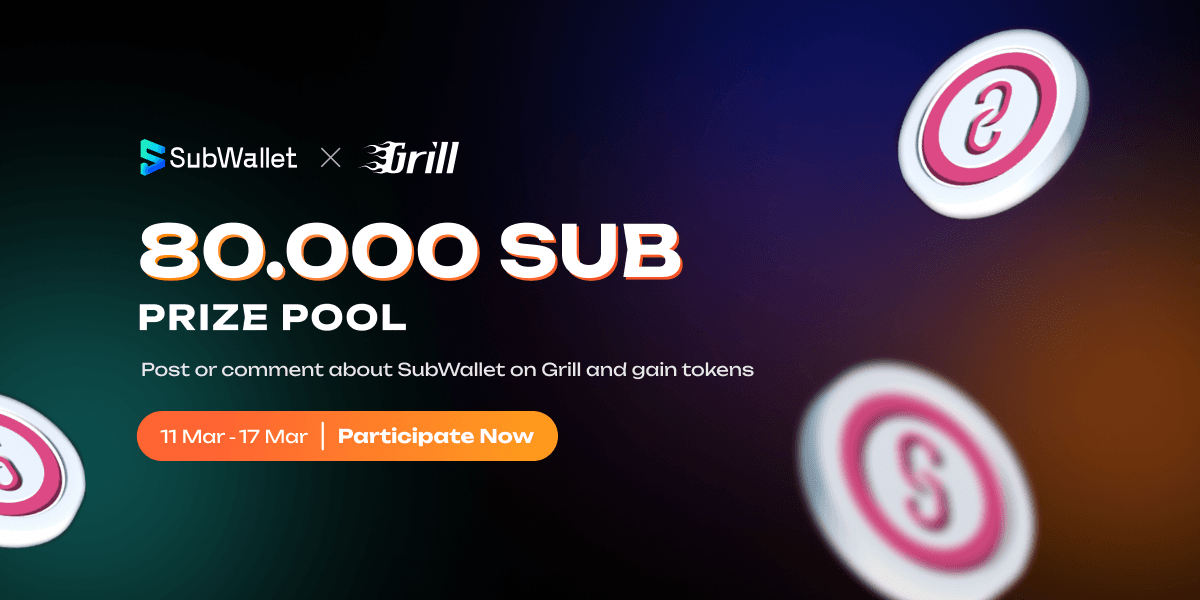 SubWallet × Grill
80.000 SUB
PRIZE POOL
Post or comment about SubWallet on Grill and gain tokens
11 Mar - 17 Mar | Participate Now